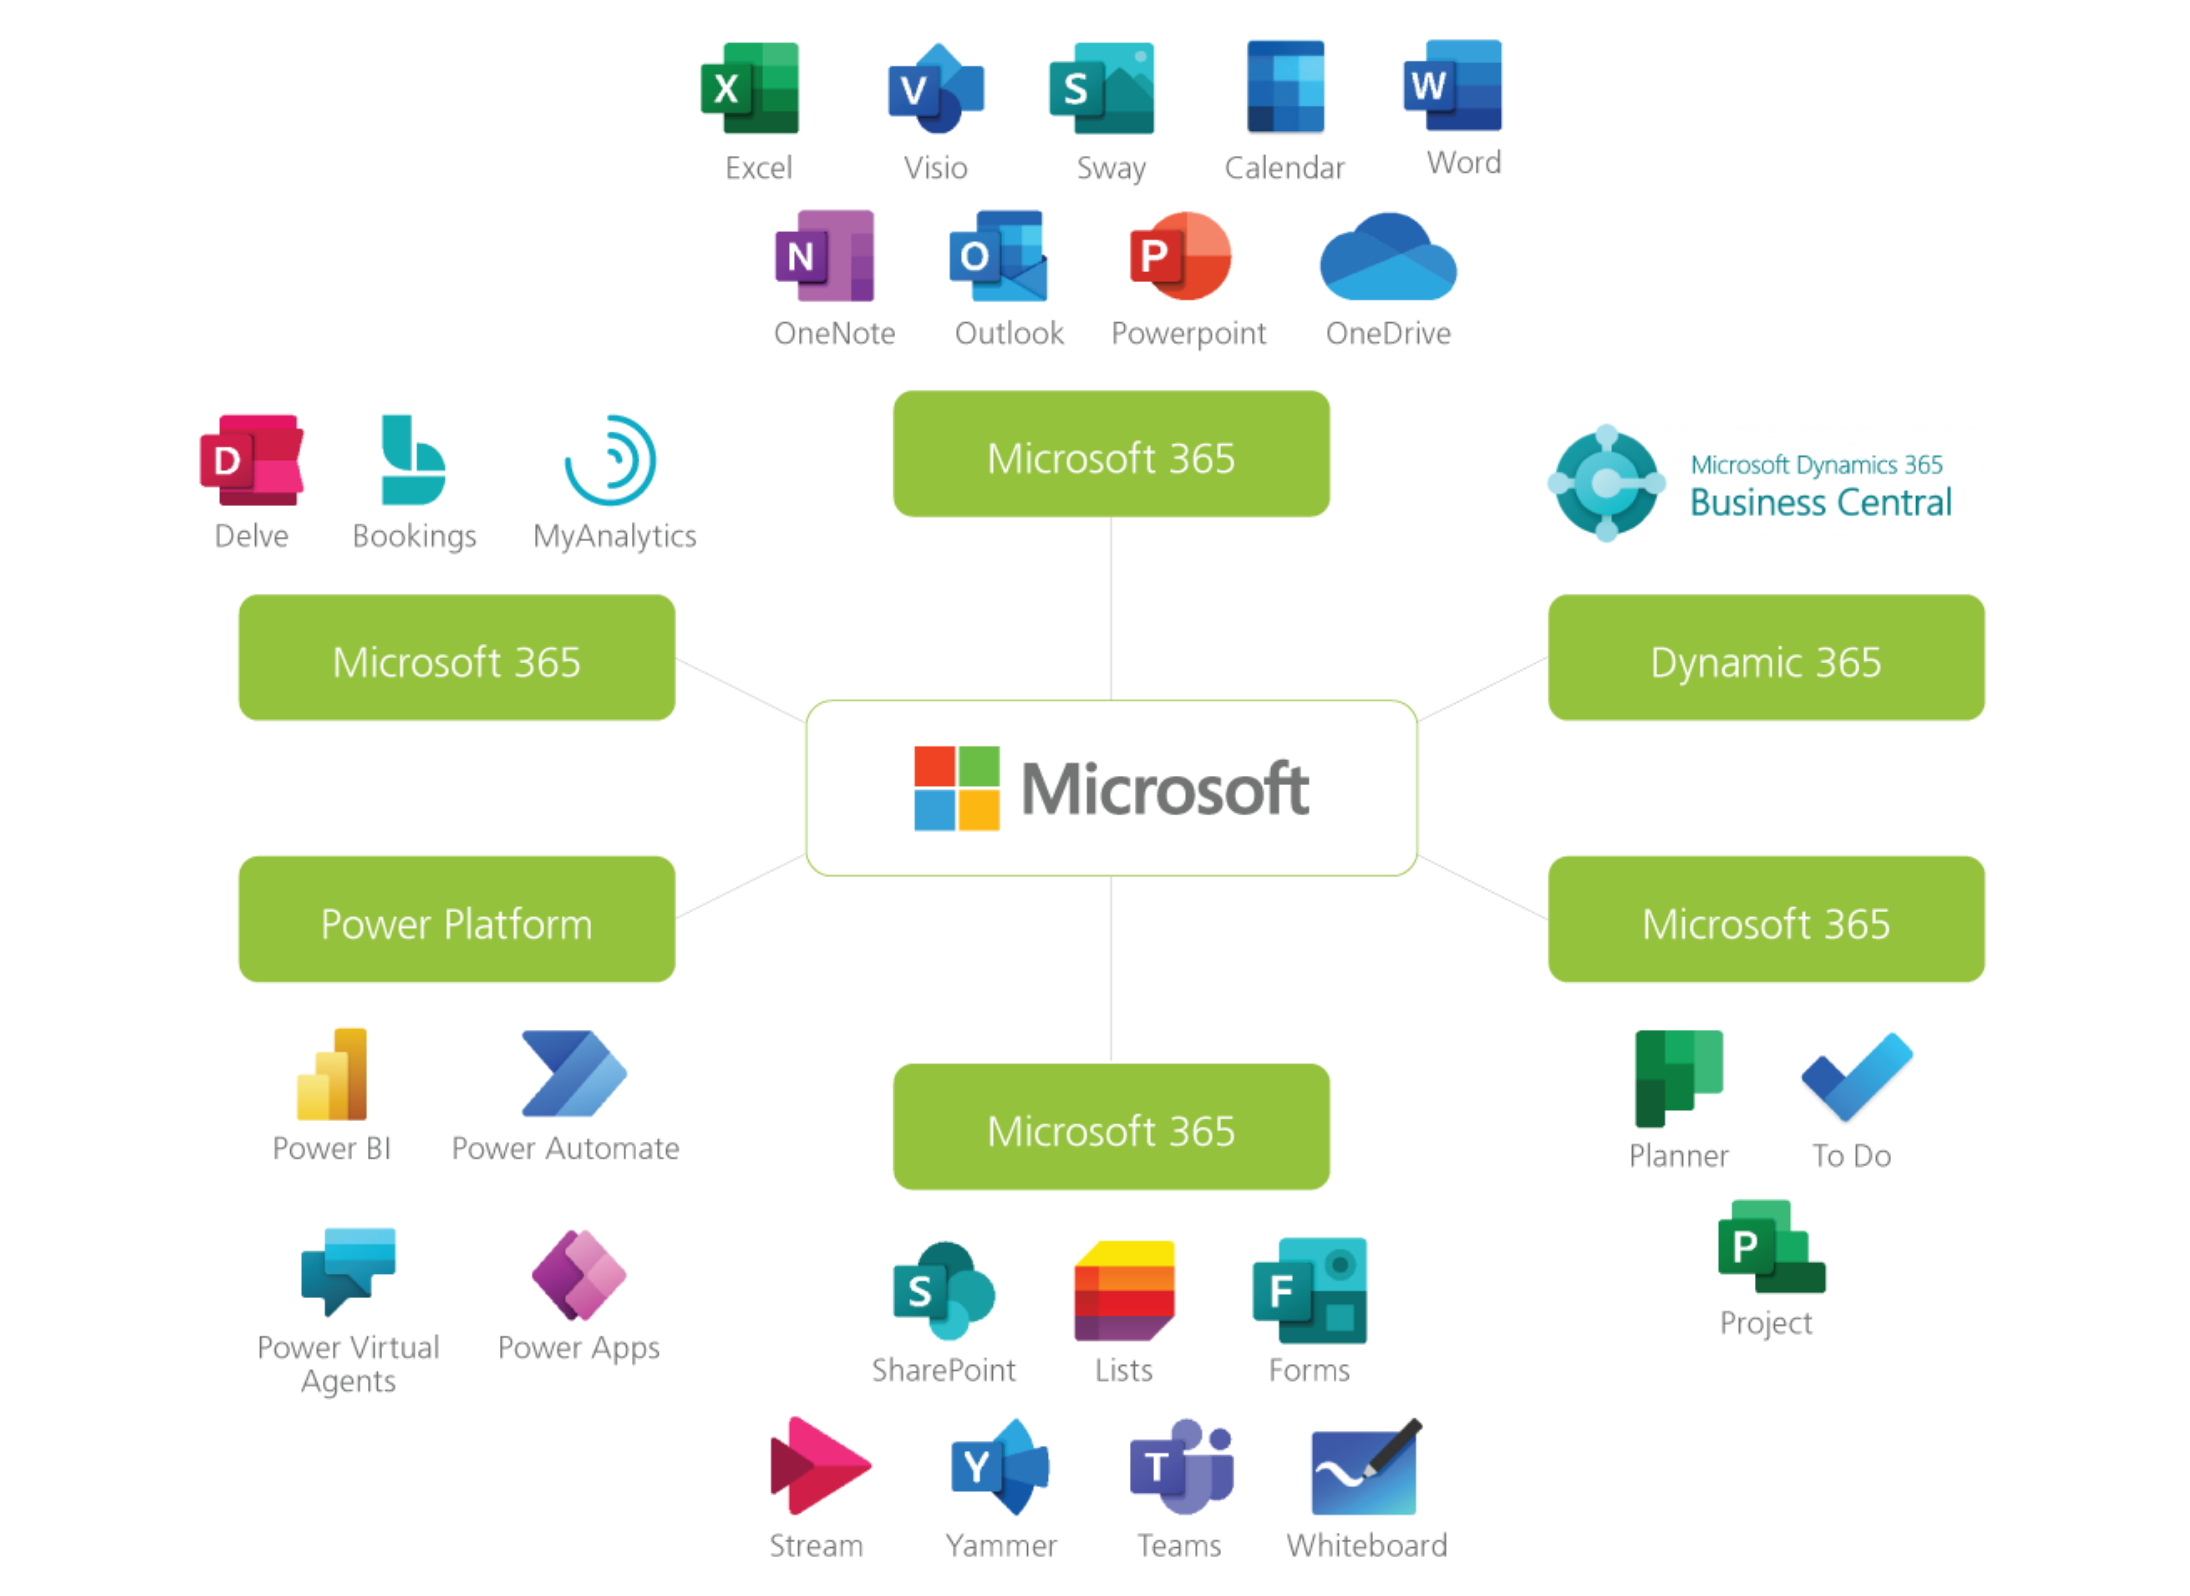 X
V
S
W
Excel
Visio
Sway
Calendar
Word
N
O
P
OneNote
Outlook
Powerpoint
OneDrive
Microsoft 365
D
Delve
Bookings
MyAnalytics
Microsoft 365
Microsoft Dynamics 365
Business Central
Dynamic 365
Microsoft
Power Platform
Power BI
Power Automate
Power Virtual
Agents
Power Apps
Microsoft 365
S
F
SharePoint
Lists
Forms
Y
T
Stream
Yammer
Teams
Whiteboard
Microsoft 365
Planner
To Do
P
Project